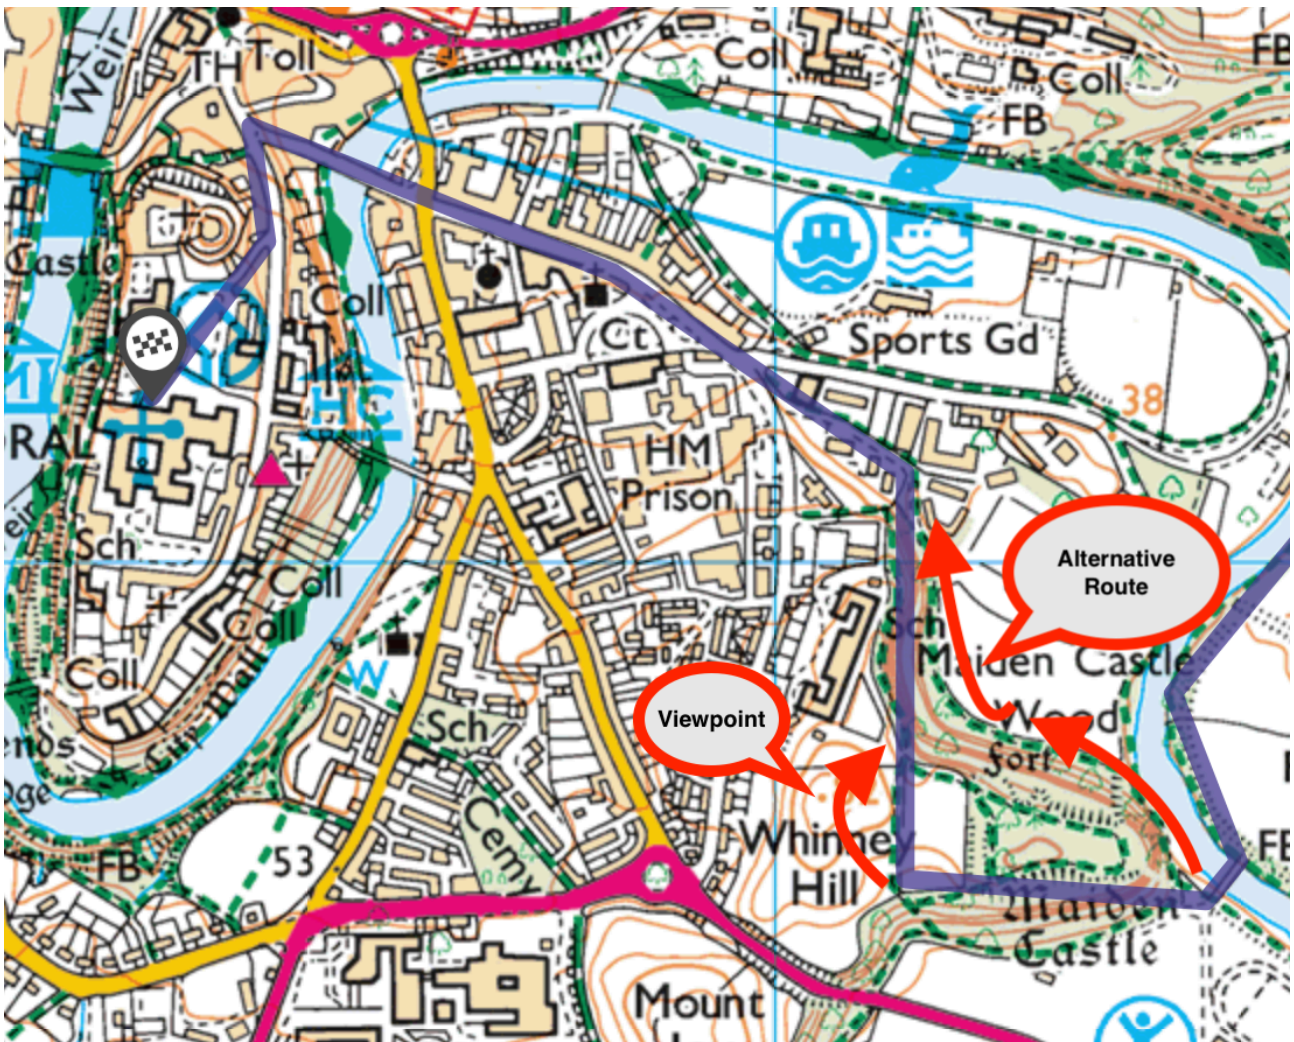 Weir
TH
Toll
Coll
Coll
FB
FB
Castle
Coll
Ct
Sports Gd
38
HC
RAL
HM
Prison
Sch
Coll
Coll
Alternative
Route
Sch
Maiden Castle
Wood
Coll
City Wall
W
Viewpoint
Sch
Fort
Cemy
FB
53
Whinney
Hill
Maiden
Castle
Mount